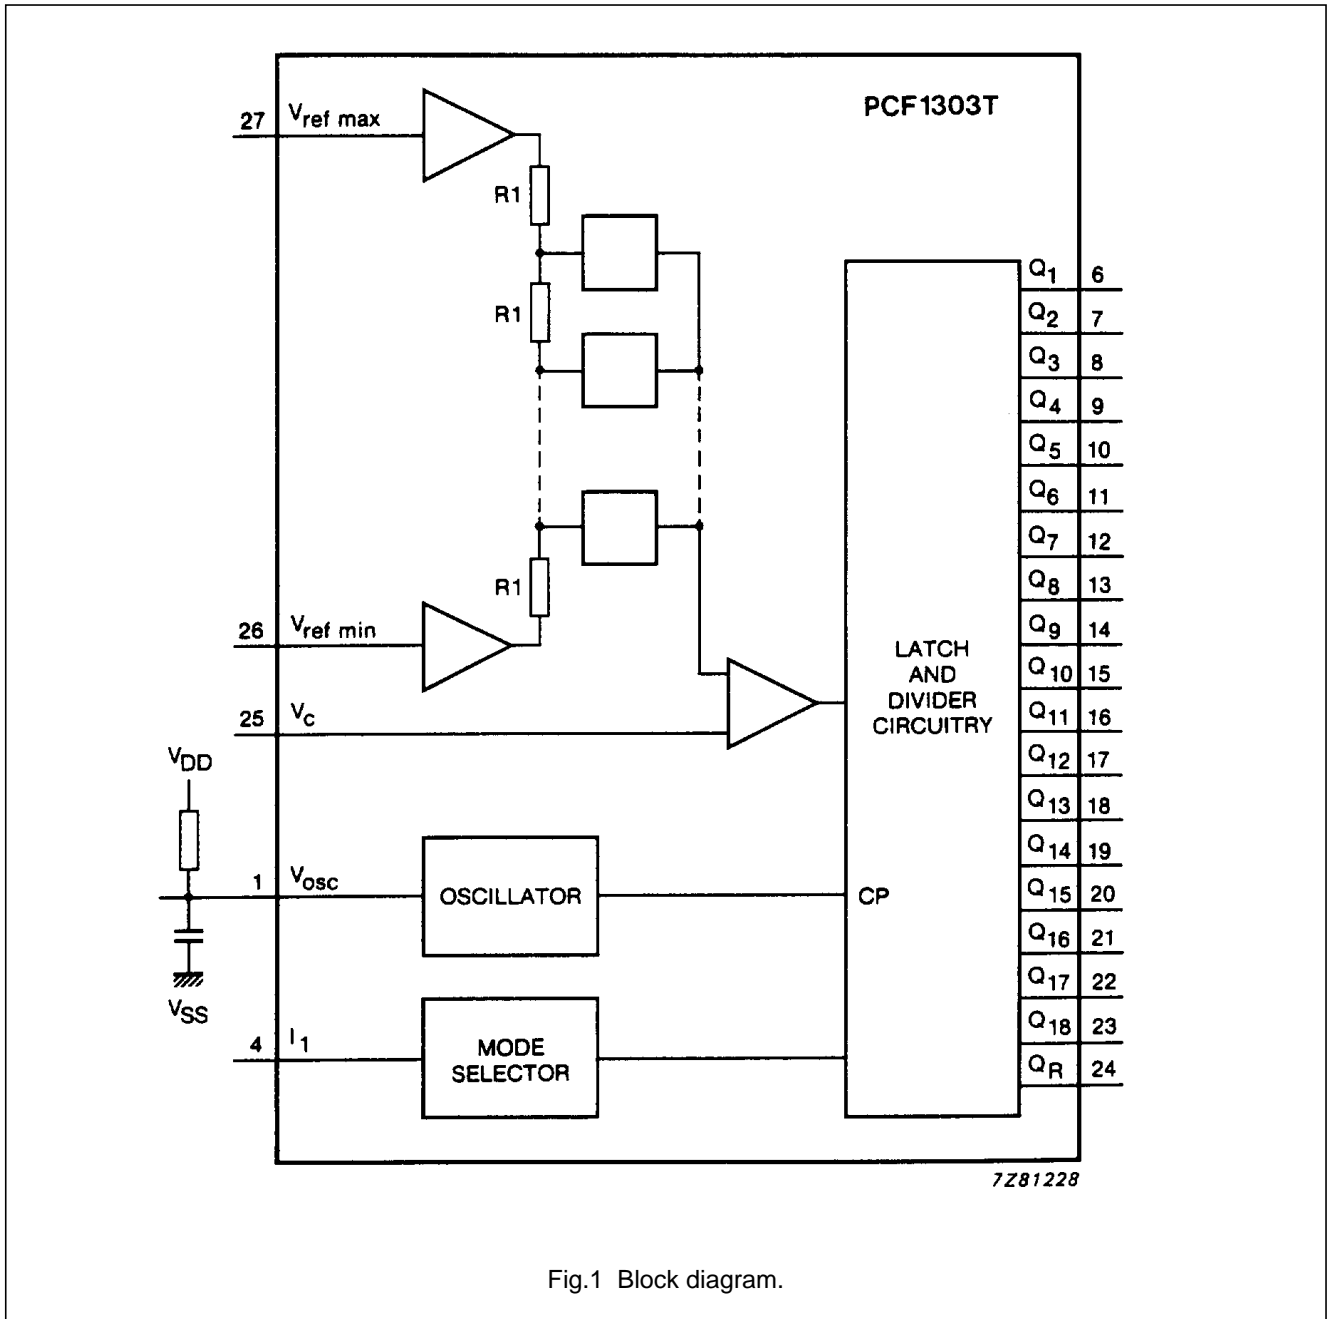 PCF1303T
27 Vref max
R1
R1
R1
26 Vref min
25 VC
VDD
1 Vosc
OSCILLATOR
VSS
4 I1
MODE
SELECTOR
LATCH
AND
DIVIDER
CIRCUITRY
CP
Q1 6
Q2 7
Q3 8
Q4 9
Q5 10
Q6 11
Q7 12
Q8 13
Q9 14
Q10 15
Q11 16
Q12 17
Q13 18
Q14 19
Q15 20
Q16 21
Q17 22
Q18 23
QR 24
7Z81228
Fig.1 Block diagram.